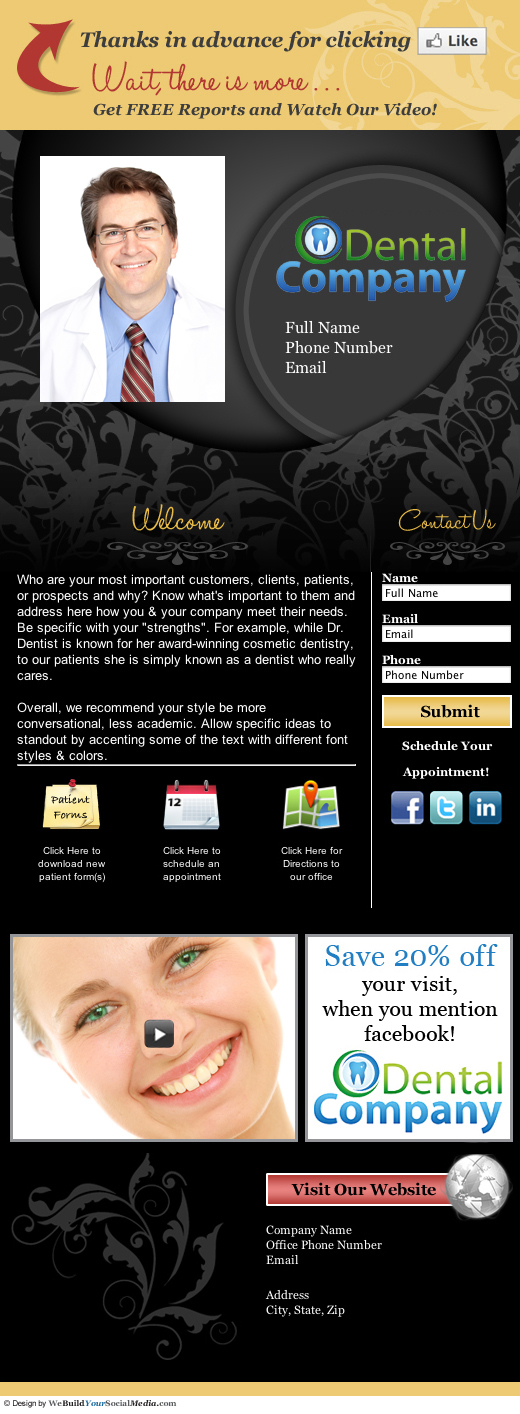 Thanks in advance for clicking Like
Wait, there is more . . .
Get FREE Reports and Watch Our Video!
Dental
Company
Full Name
Phone Number
Email
Welcome
Who are your most important customers, clients, patients,
or prospects and why? Know what's important to them and
address here how you & your company meet their needs.
Be specific with your "strengths". For example, while Dr.
Dentist is known for her award-winning cosmetic dentistry,
to our patients she is simply known as a dentist who really
cares.
Overall, we recommend your style be more
conversational, less academic. Allow specific ideas to
standout by accenting some of the text with different font
styles & colors.
Patient
Forms
Click Here to
download new
patient form(s)
12
Click Here to
schedule an
appointment
Click Here for
Directions to
our office
Contact Us
Name
Full Name
Email
Email
Phone
Phone Number
Submit
Schedule Your
Appointment!
f
t
in
Save 20% off
your visit,
when you mention
facebook!
Dental
Company
Visit Our Website
Company Name
Office Phone Number
Email
Address
City, State, Zip
© Design by WeBuildYourSocialMedia.com